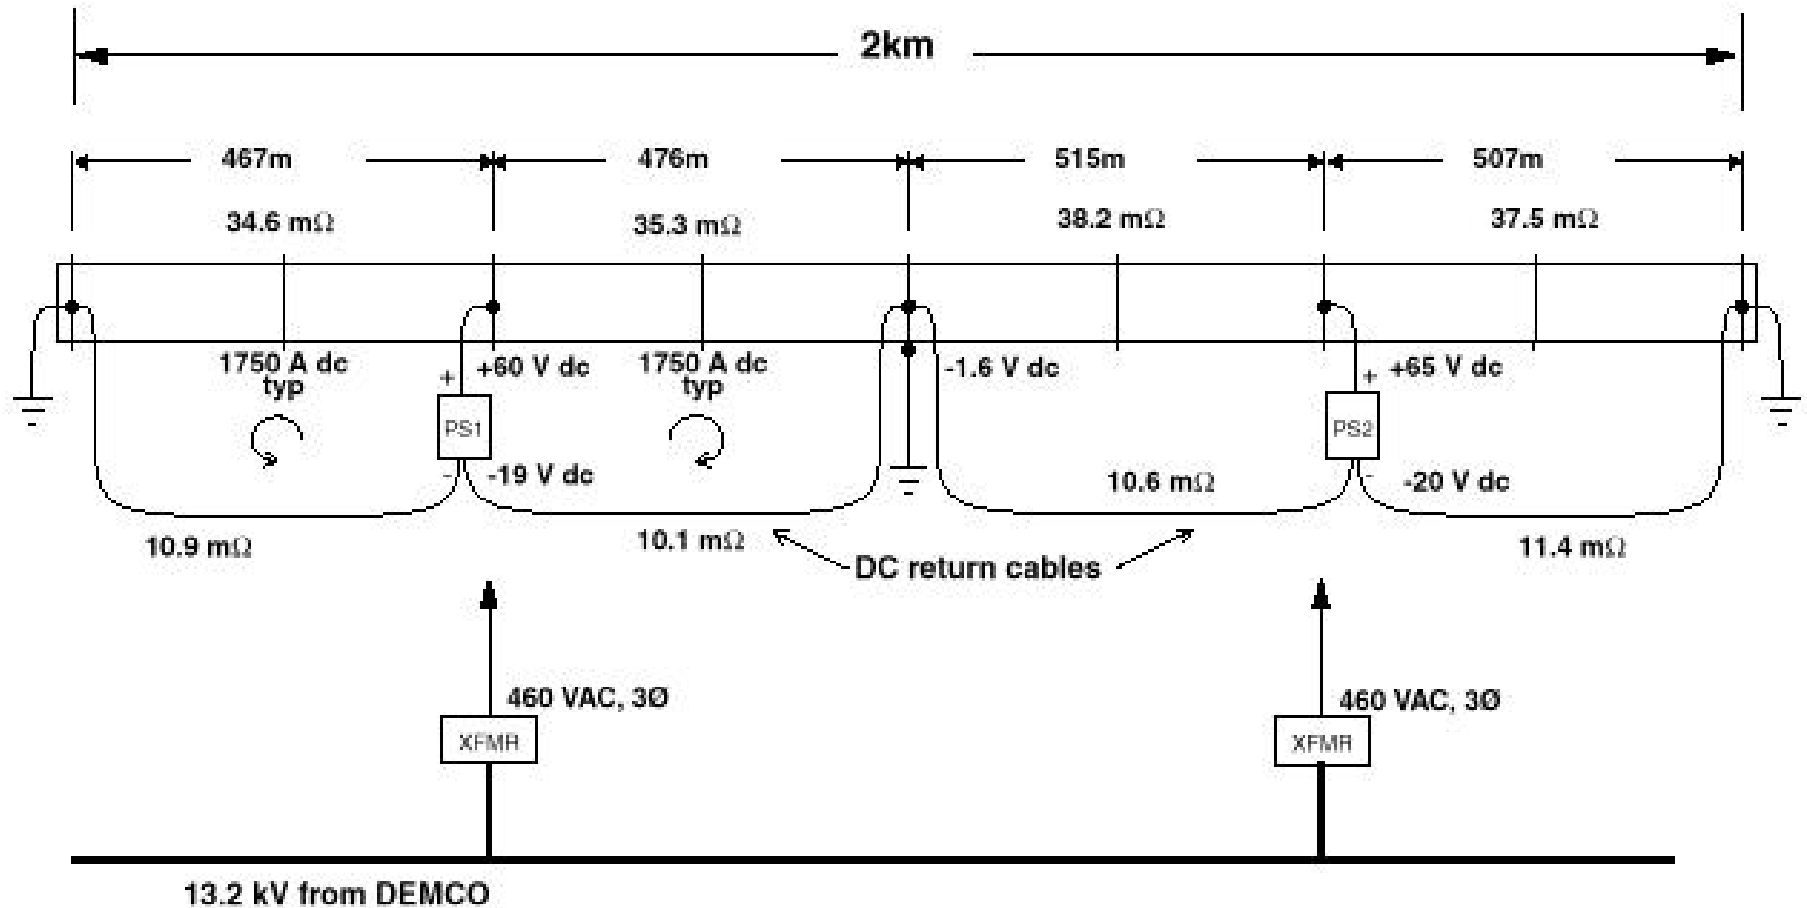 2km
467m
476m
515m
507m
34.6 mΩ
35.3 mΩ
38.2 mΩ
37.5 mΩ
1750 A dc
typ
+
+60 V dc
1750 A dc
typ
-1.6 V dc
+
+65 V dc
PS1
PS2
-
-19 V dc
10.6 mΩ
-
-20 V dc
10.9 mΩ
10.1 mΩ
DC return cables
11.4 mΩ
460 VAC, 3Ø
460 VAC, 3Ø
XFMR
XFMR
13.2 kV from DEMCO